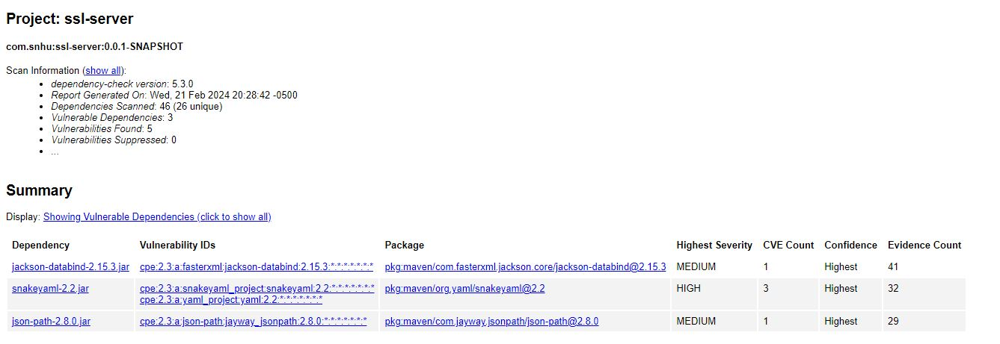 Project: ssl-server
com.snhu:ssl-server:0.0.1-SNAPSHOT
Scan Information (show all):
• dependency-check version: 5.3.0
• Report Generated On: Wed, 21 Feb 2024 20:28:42 -0500
• Dependencies Scanned: 46 (26 unique)
• Vulnerable Dependencies: 3
• Vulnerabilities Found: 5
• Vulnerabilities Suppressed: 0
• ...
Summary
Display: Showing Vulnerable Dependencies (click to show all)
Dependency Vulnerability IDs Package Highest Severity CVE Count Confidence Evidence Count
jackson-databind-2.15.3.jar cpe:2.3:a:fasterxml:jackson-databind:2.15.3:*:*:*:*:*:*:* pkg:maven/com.fasterxml.jackson.core/jackson-databind@2.15.3 MEDIUM 1 Highest 41
snakeyaml-2.2.jar cpe:2.3:a:snakeyaml_project:snakeyaml:2.2:*:*:*:*:*:*:* pkg:maven/org.yaml/snakeyaml@2.2 HIGH 3 Highest 32
cpe:2.3:a:yaml_project:yaml:2.2:*:*:*:*:*:*:*
json-path-2.8.0.jar cpe:2.3:a:json-path:jayway_jsonpath:2.8.0:*:*:*:*:*:*:* pkg:maven/com.jayway.jsonpath/json-path@2.8.0 MEDIUM 1 Highest 29